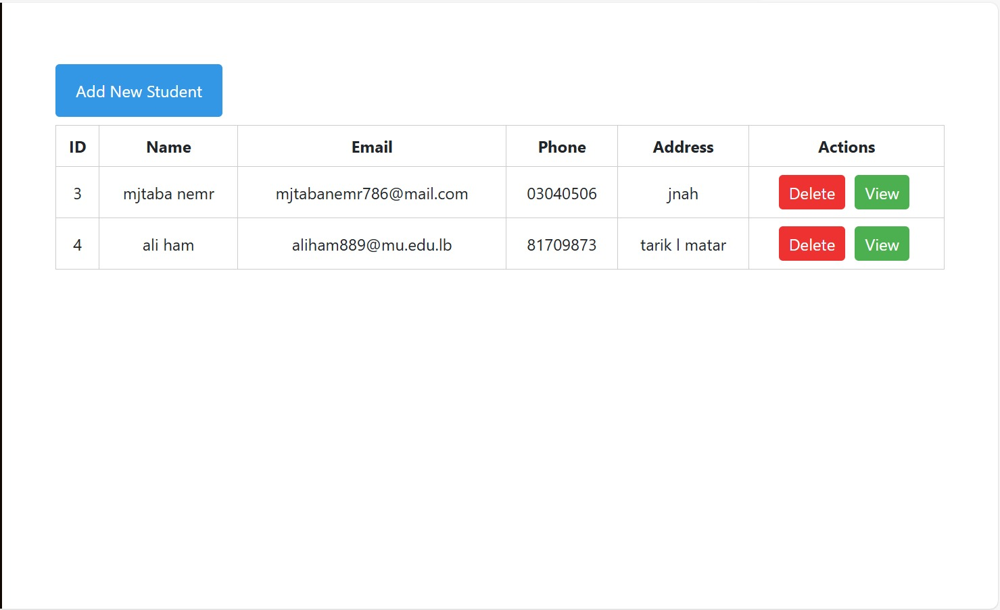 Add New Student
ID Name Email Phone Address Actions
3 mjtaba nemr mjtabanemr786@mail.com 03040506 jnah Delete View
4 ali ham aliham889@mu.edu.lb 81709873 tarik l matar Delete View